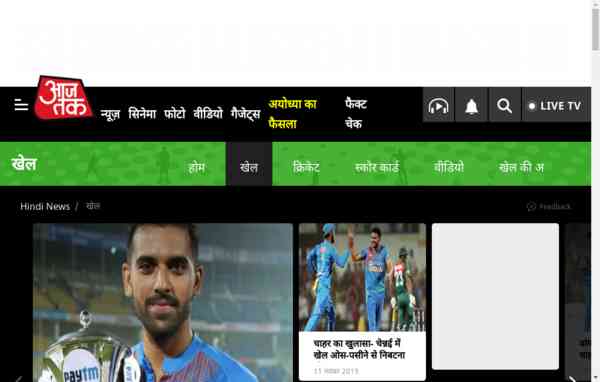 आज
तक
न्यूज़ सिनेमा फोटो वीडियो गैजेट्स
अयोध्या का
फैसला
फैक्ट
चेक
LIVE TV
खेल
होम खेल क्रिकेट स्कोर कार्ड वीडियो खेल की अ
Hindi News / खेल
Feedback
paytm
चाहर का खुलासा- चेन्नई में
खेल ओस-पसीने से निबटना
11 नवंबर 2019